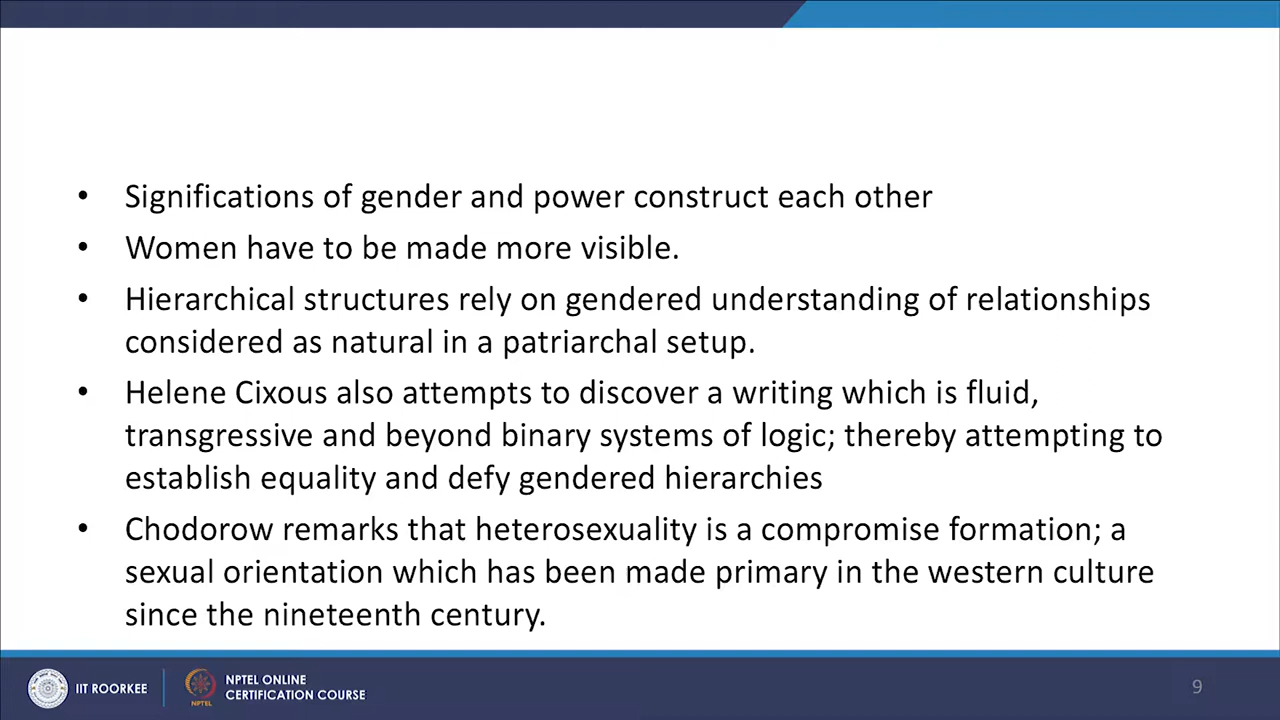 • Significations of gender and power construct each other
• Women have to be made more visible.
• Hierarchical structures rely on gendered understanding of relationships
considered as natural in a patriarchal setup.
• Helene Cixous also attempts to discover a writing which is fluid,
transgressive and beyond binary systems of logic; thereby attempting to
establish equality and defy gendered hierarchies
• Chodorow remarks that heterosexuality is a compromise formation; a
sexual orientation which has been made primary in the western culture
since the nineteenth century.
IIT ROORKEE
NPTEL
NPTEL ONLINE
CERTIFICATION COURSE
9